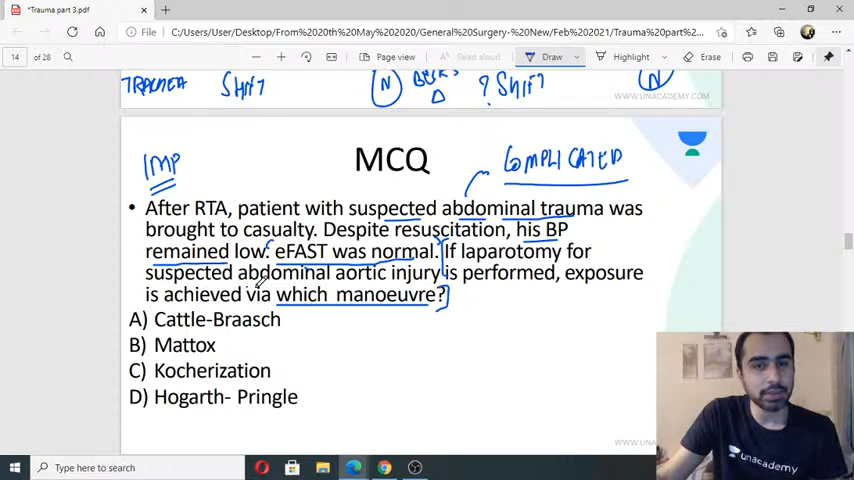 *Trauma part 3.pdf
File
C:/Users/User/Desktop/From%2020th%20May%202020/General%20Surgery-%20New/Feb%202021/Trauma%20part...
14 of 28
Page view
Read aloud
Draw
Highlight
Erase
TRACHEA SHIFT N BECK'S Δ ? SHIFT N
WWW.UNACADEMY.COM
IMP
MCQ
COMPLICATED
• After RTA, patient with suspected abdominal trauma was
brought to casualty. Despite resuscitation, his BP
remained low. eFAST was normal. If laparotomy for
suspected abdominal aortic injury is performed, exposure
is achieved via which manoeuvre?
A) Cattle-Braasch
B) Mattox
C) Kocherization
D) Hogarth- Pringle
unacademy
Type here to search